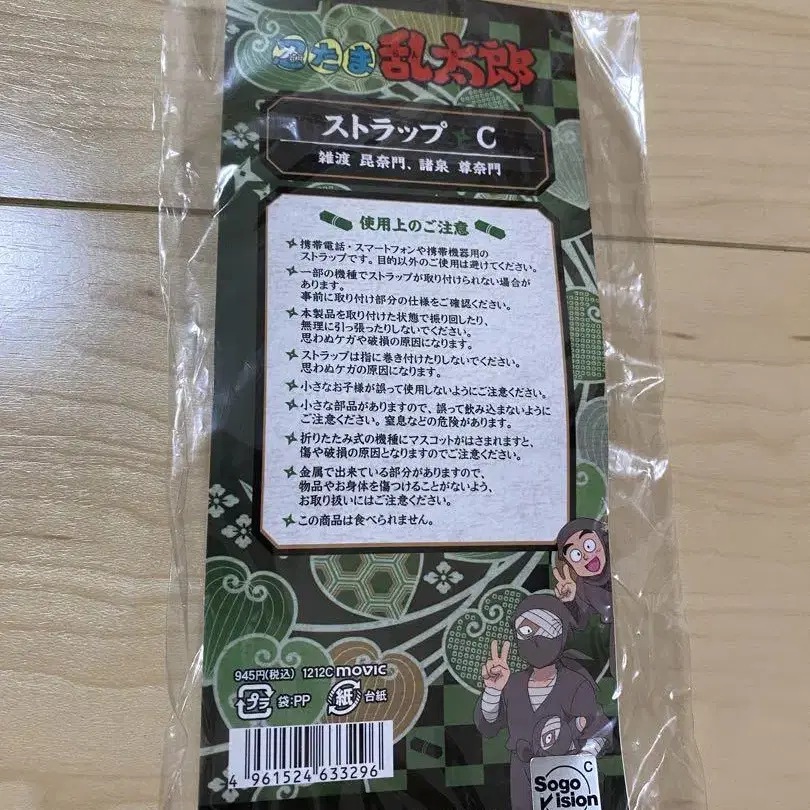 忍たま乱太郎
ストラップ C
雑渡 昆奈門、諸泉 尊奈門
使用上のご注意
携帯電話・スマートフォンや携帯機器用の
ストラップです。目的以外のご使用は避けてください。
一部の機種でストラップが取り付けられない場合が
あります。
事前に取り付け部分の仕様をご確認ください。
本製品を取り付けた状態で振り回したり、
無理に引っ張ったりしないでください。
思わぬケガや破損の原因になります。
ストラップは指に巻き付けたりしないでください。
思わぬケガの原因になります。
小さなお子様が誤って使用しないようにご注意ください。
小さな部品がありますので、誤って飲み込まないように
ご注意ください。窒息などの危険があります。
折りたたみ式の機種にマスコットがはさまれますと、
傷や破損の原因となりますのでご注意ください。
金属で出来ている部分がありますので、
物品やお身体を傷つけることがないよう、
お取り扱いにはご注意ください。
この商品は食べられません。
945円(税込) 1212C movic
プラ 袋:PP 紙 台紙
4 961524 633296
C
Sogo
Vision